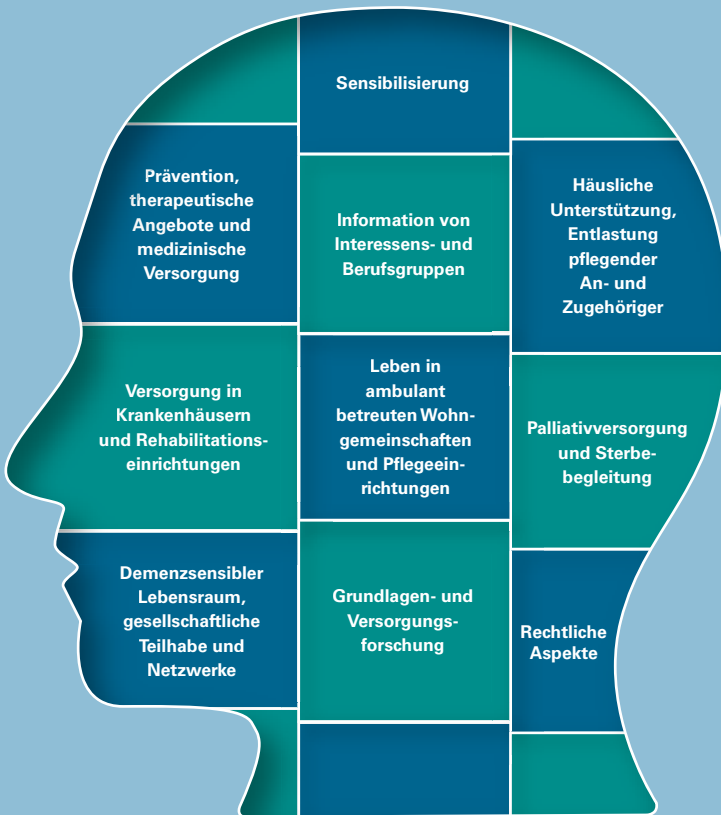 Sensibilisierung
Prävention,
therapeutische
Angebote und
medizinische
Versorgung
Information von
Interessens- und
Berufsgruppen
Häusliche
Unterstützung,
Entlastung
pflegender
An- und
Zugehöriger
Versorgung in
Krankenhäusern
und Rehabilitations-
einrichtungen
Leben in
ambulant
betreuten Wohn-
gemeinschaften
und Pflegeein-
richtungen
Palliativversorgung
und Sterbe-
begleitung
Demenzsensibler
Lebensraum,
gesellschaftliche
Teilhabe und
Netzwerke
Grundlagen- und
Versorgungs-
forschung
Rechtliche
Aspekte